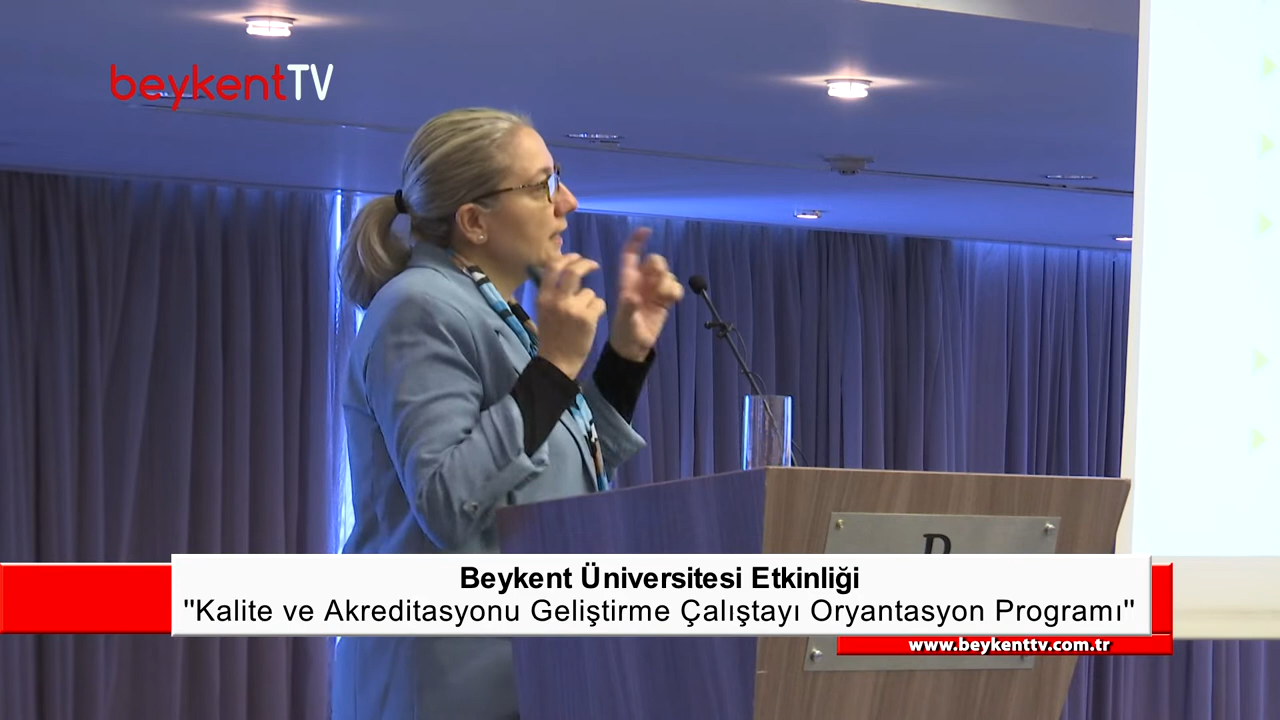 beykentTV
Beykent Üniversitesi Etkinliği
"Kalite ve Akreditasyonu Geliştirme Çalıştayı Oryantasyon Programı"
www.beykenttv.com.tr